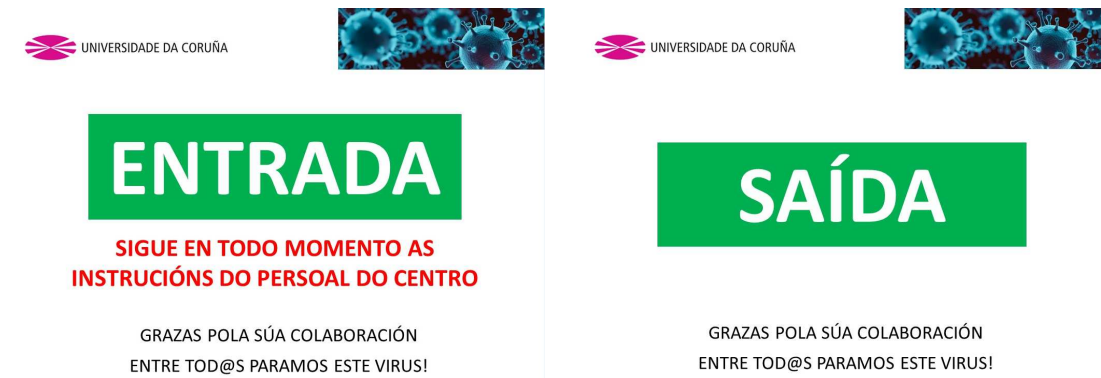 UNIVERSIDADE DA CORUÑA
ENTRADA
SIGUE EN TODO MOMENTO AS
INSTRUCIÓNS DO PERSOAL DO CENTRO
GRAZAS POLA SÚA COLABORACIÓN
ENTRE TOD@S PARAMOS ESTE VIRUS!
UNIVERSIDADE DA CORUÑA
SAÍDA
GRAZAS POLA SÚA COLABORACIÓN
ENTRE TOD@S PARAMOS ESTE VIRUS!